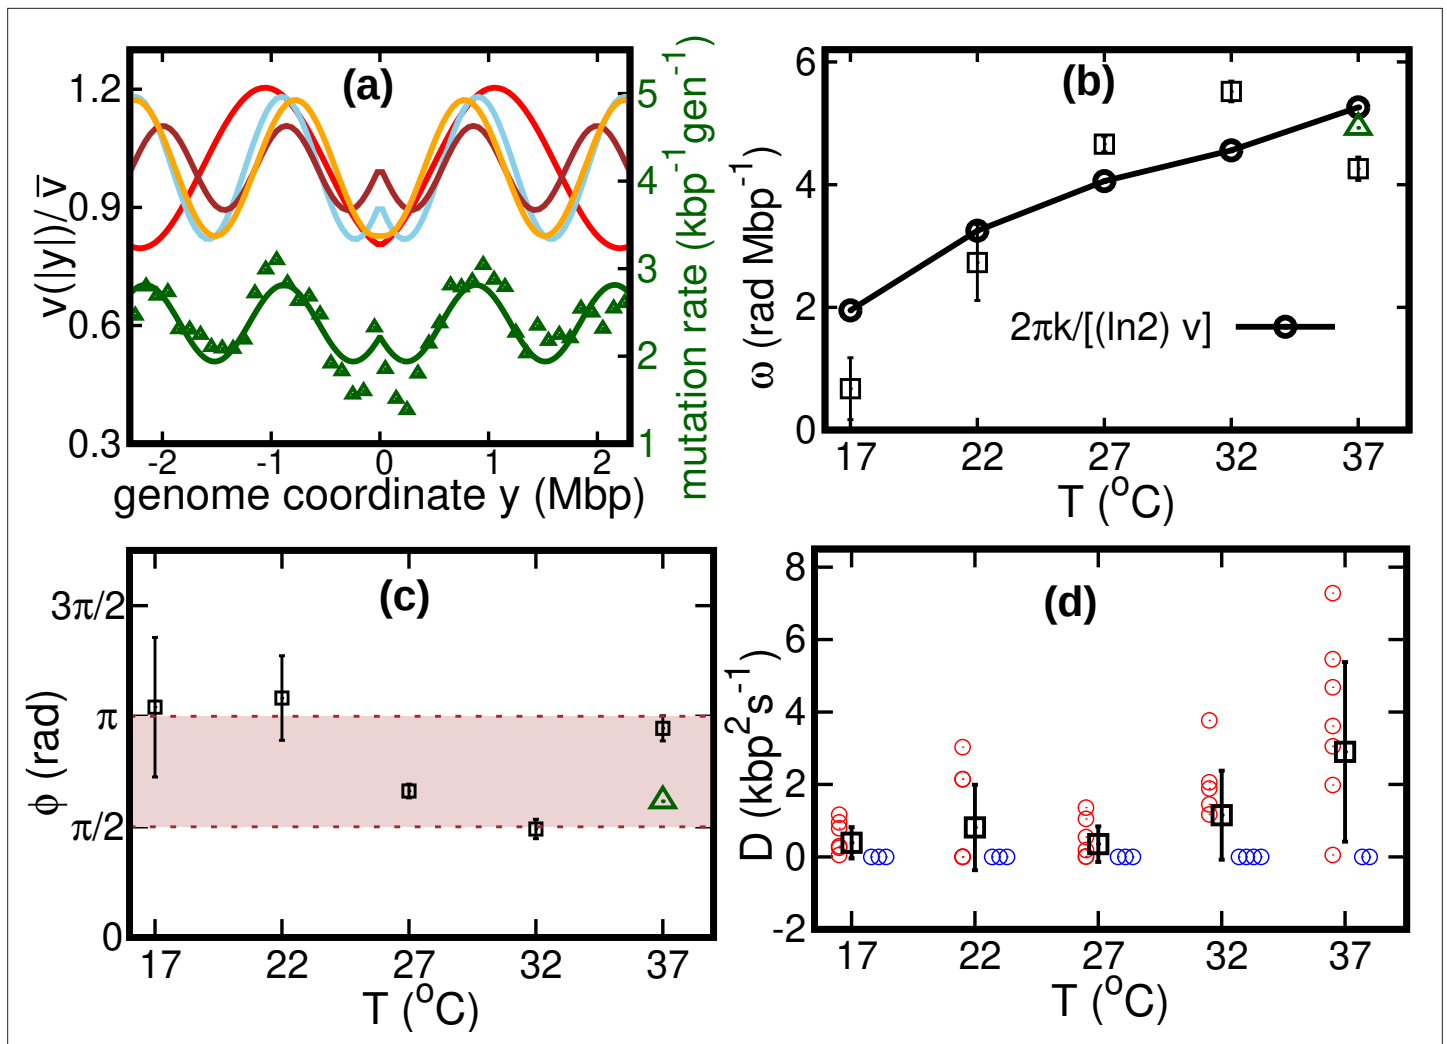 (a)
1.2
0.9
0.6
0.3
v(|y|)/ v̅
5
4
3
2
1
mutation rate (kbp⁻¹gen⁻¹)
-2 -1 0 1 2
genome coordinate y (Mbp)
(b)
6
4
2
0
ω (rad Mbp⁻¹)
2πk/[(ln2) v]
17 22 27 32 37
T (°C)
(c)
3π/2
π
π/2
0
ϕ (rad)
17 22 27 32 37
T (°C)
(d)
8
6
4
2
0
-2
D (kbp²s⁻¹)
17 22 27 32 37
T (°C)